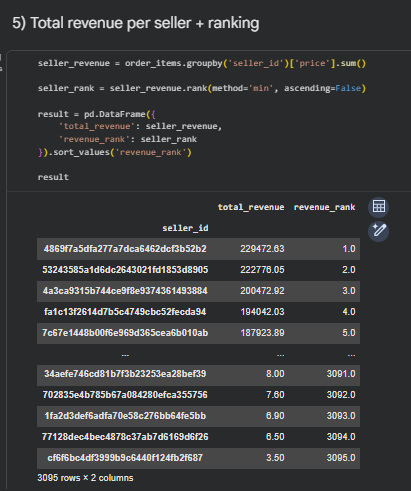 5) Total revenue per seller + ranking
seller_revenue = order_items.groupby('seller_id')['price'].sum()
seller_rank = seller_revenue.rank(method='min', ascending=False)
result = pd.DataFrame({
'total_revenue': seller_revenue,
'revenue_rank': seller_rank
}).sort_values('revenue_rank')
result
total_revenue revenue_rank
seller_id
4869f7a5dfa277a7dca6462dcf3b52b2 229472.63 1.0
53243585a1d6dc2643021fd1853d8905 222776.05 2.0
4a3ca9315b744ce9f8e9374361493884 200472.92 3.0
fa1c13f2614d7b5c4749cbc52fecda94 194042.03 4.0
7c67e1448b00f6e969d365cea6b010ab 187923.89 5.0
... ... ...
34aefe746cd81b7f3b23253ea28bef39 8.00 3091.0
702835e4b785b67a084280efca355756 7.60 3092.0
1fa2d3def6adfa70e58c276bb64fe5bb 6.90 3093.0
77128dec4bec4878c37ab7d6169d6f26 6.50 3094.0
cf6f6bc4df3999b9c6440f124fb2f687 3.50 3095.0
3095 rows × 2 columns